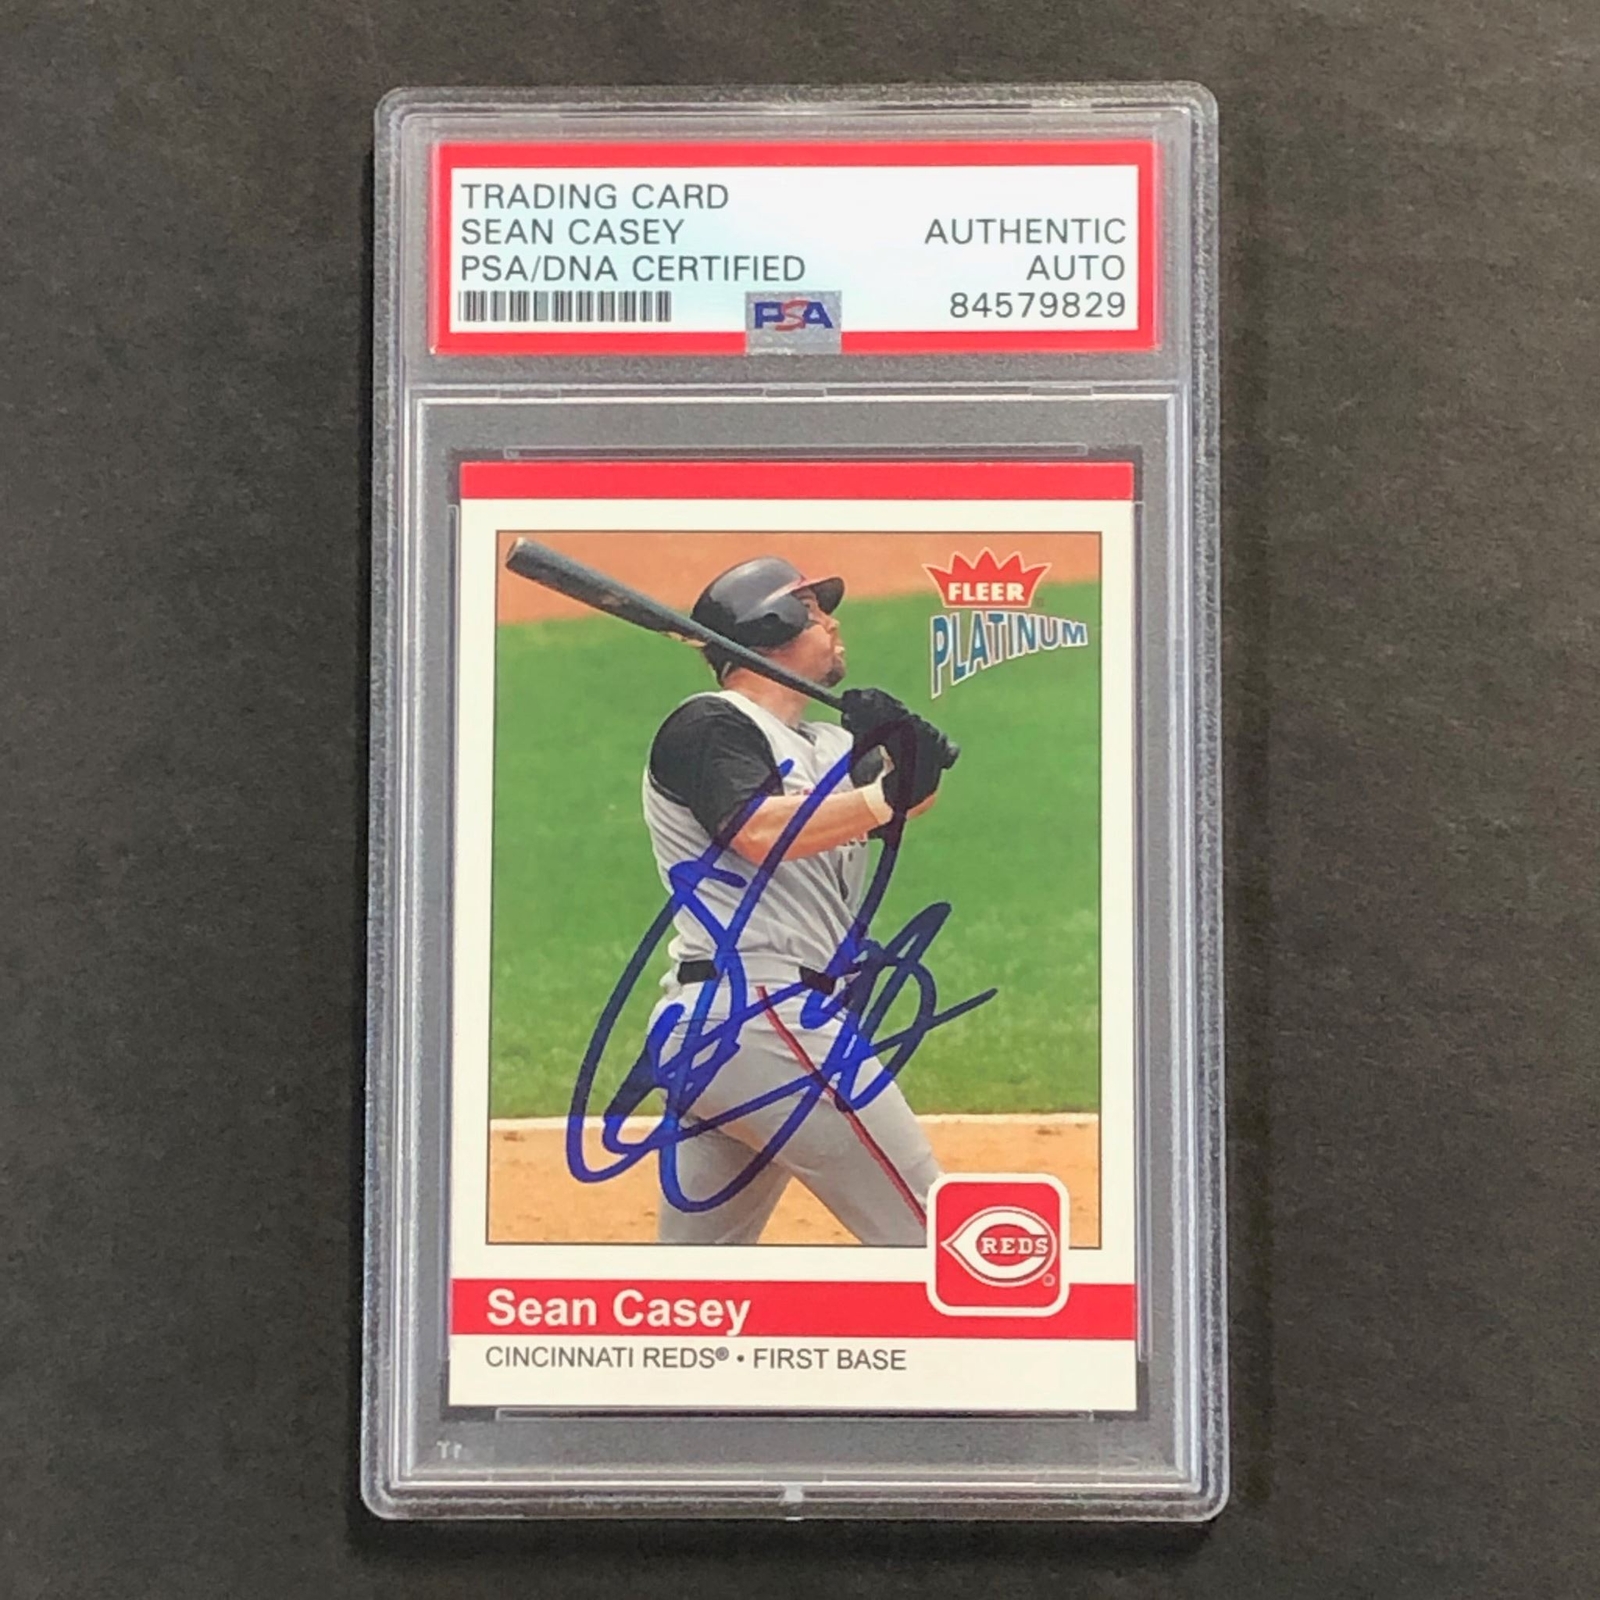 TRADING CARD
SEAN CASEY
AUTHENTIC
PSA/DNA CERTIFIED
AUTO
PSA
84579829
FLEER
PLATINUM
REDS
Sean Casey
CINCINNATI REDS® • FIRST BASE